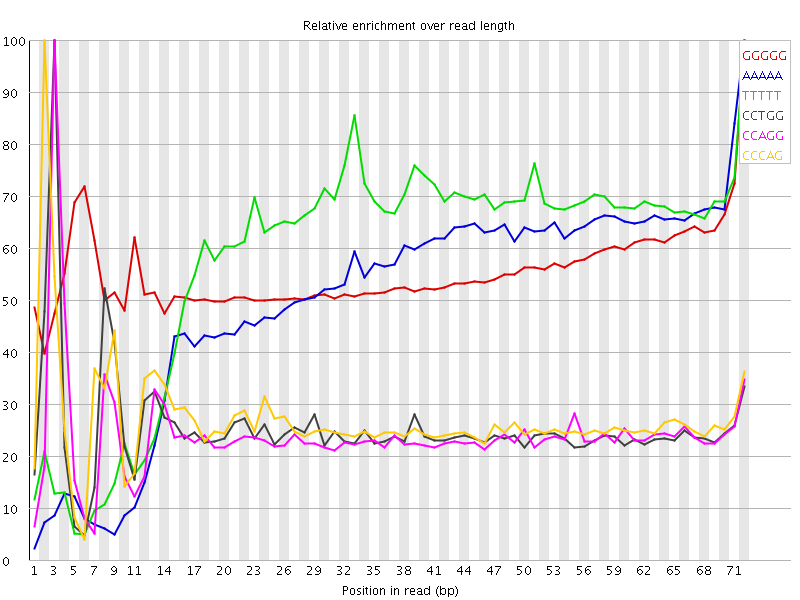 Relative enrichment over read length
100
90
80
70
60
50
40
30
20
10
0
GGGGG
AAAAA
TTTTT
CCTGG
CCAGG
CCCAG
1 3 5 7 9 11 14 17 20 23 26 29 32 35 38 41 44 47 50 53 56 59 62 65 68 71
Position in read (bp)